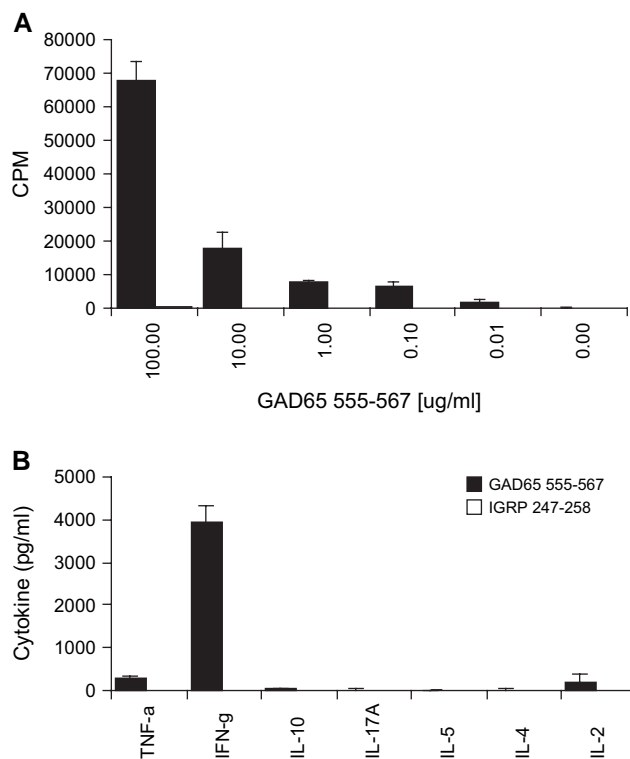 A
80000
70000
60000
50000
40000
30000
20000
10000
0
CPM
100.00
10.00
1.00
0.10
0.01
0.00
GAD65 555-567 [ug/ml]
B
5000
4000
3000
2000
1000
0
Cytokine (pg/ml)
GAD65 555-567
IGRP 247-258
TNF-a
IFN-g
IL-10
IL-17A
IL-5
IL-4
IL-2